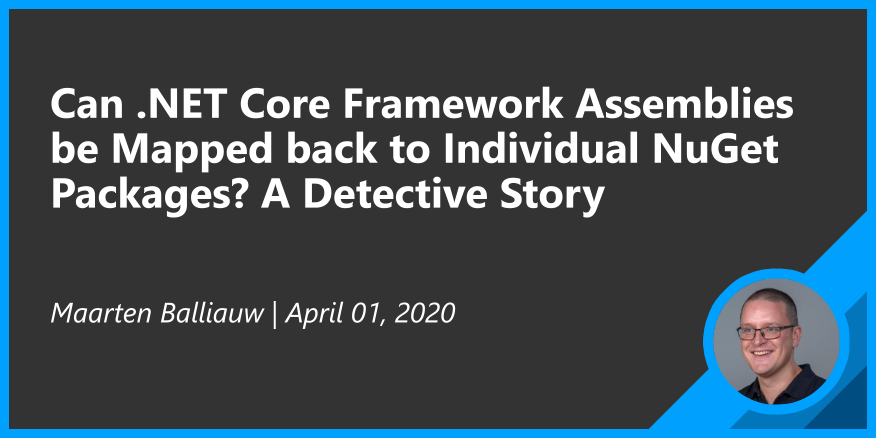 Can .NET Core Framework Assemblies
be Mapped back to Individual NuGet
Packages? A Detective Story
Maarten Balliauw | April 01, 2020